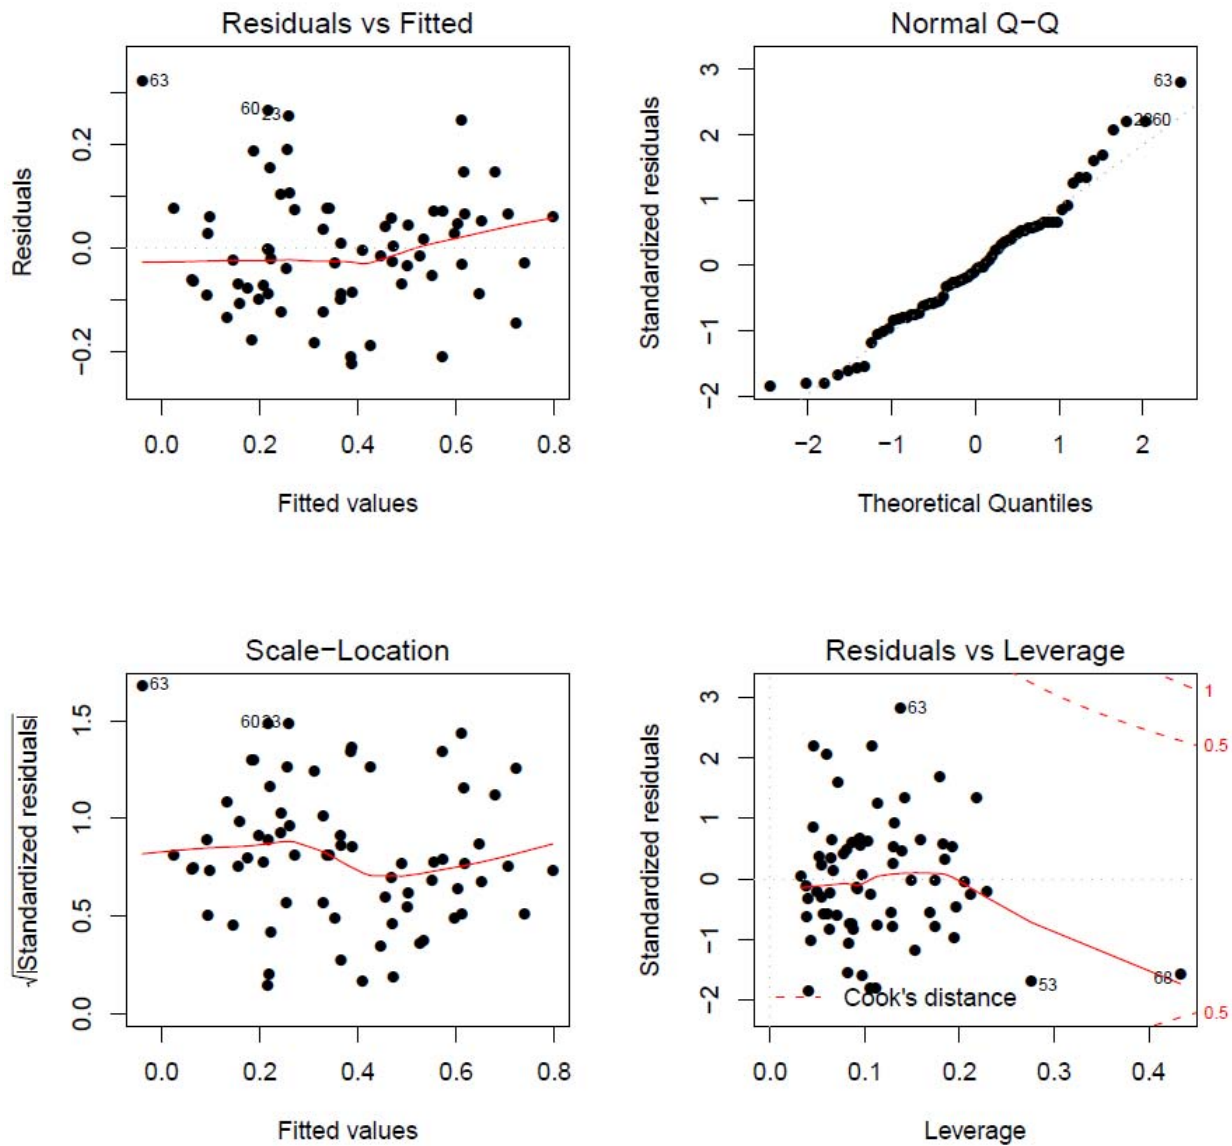 Residuals vs Fitted
Residuals
0.2
0.0
−0.2
63
60
23
0.0 0.2 0.4 0.6 0.8
Fitted values
Normal Q−Q
Standardized residuals
3
2
1
0
−1
−2
63
2360
−2 −1 0 1 2
Theoretical Quantiles
Scale−Location
√|Standardized residuals|
1.5
1.0
0.5
0.0
63
6023
0.0 0.2 0.4 0.6 0.8
Fitted values
Residuals vs Leverage
Standardized residuals
3
2
1
0
−1
−2
63
53
68
1
0.5
0.5
Cook's distance
0.0 0.1 0.2 0.3 0.4
Leverage